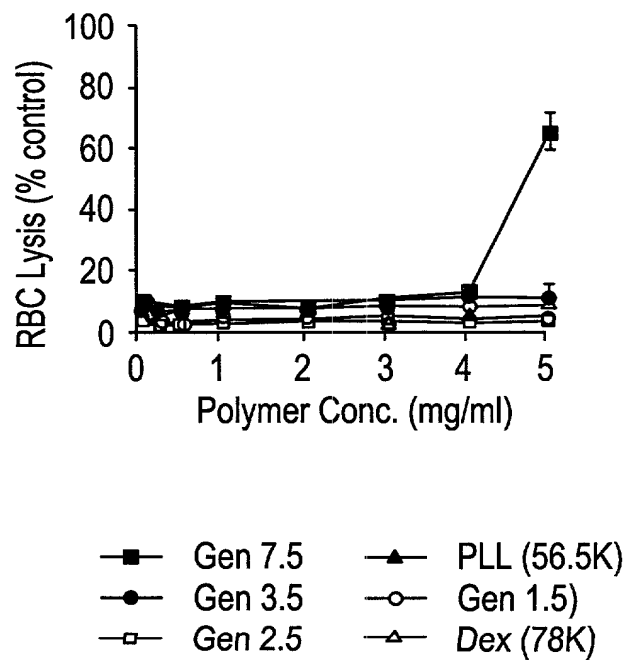 100
80
60
40
20
0
RBC Lysis (% control)
0 1 2 3 4 5
Polymer Conc. (mg/ml)
Gen 7.5 PLL (56.5K)
Gen 3.5 Gen 1.5)
Gen 2.5 Dex (78K)